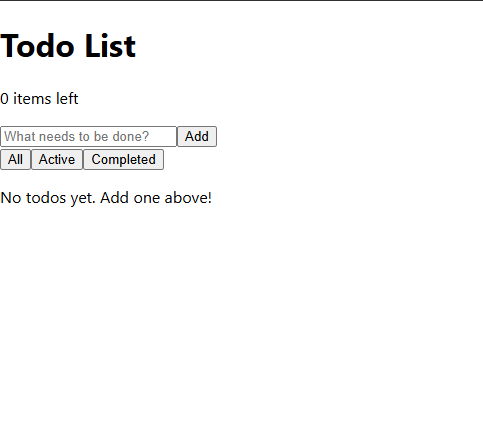 Todo List
0 items left
What needs to be done? Add
All Active Completed
No todos yet. Add one above!